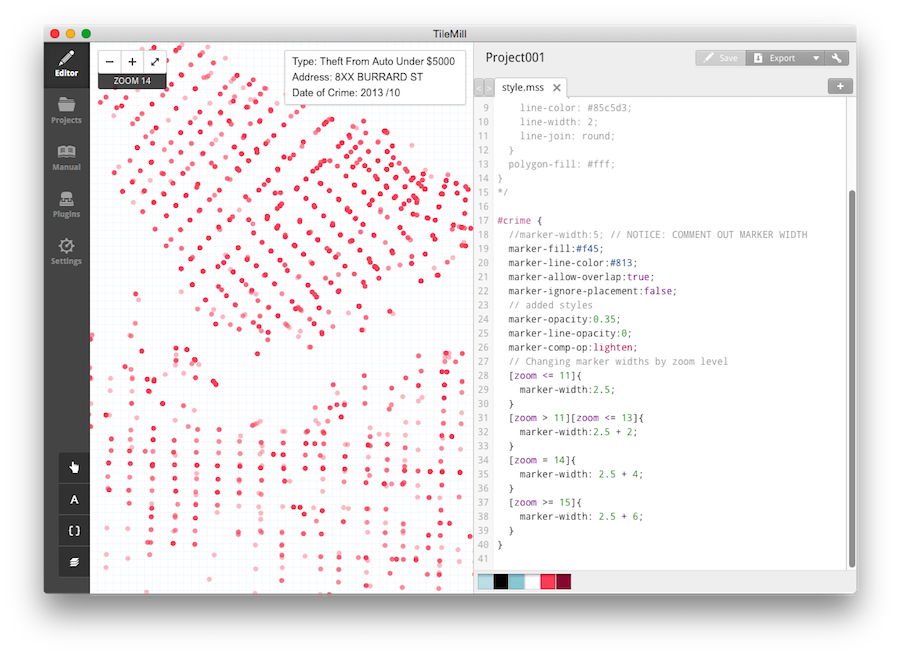 TileMill
Editor
Projects
Manual
Plugins
Settings
A
[ ]
− +
ZOOM 14
Type: Theft From Auto Under $5000
Address: 8XX BURRARD ST
Date of Crime: 2013 /10
Project001
Save Export
< > style.mss ✕ +
9 line-color: #85c5d3;
10 line-width: 2;
11 line-join: round;
12 }
13 polygon-fill: #fff;
14 }
15 */
16
17 #crime {
18 //marker-width:5; // NOTICE: COMMENT OUT MARKER WIDTH
19 marker-fill:#f45;
20 marker-line-color:#813;
21 marker-allow-overlap:true;
22 marker-ignore-placement:false;
23 // added styles
24 marker-opacity:0.35;
25 marker-line-opacity:0;
26 marker-comp-op:lighten;
27 // Changing marker widths by zoom level
28 [zoom <= 11]{
29 marker-width:2.5;
30 }
31 [zoom > 11][zoom <= 13]{
32 marker-width:2.5 + 2;
33 }
34 [zoom = 14]{
35 marker-width: 2.5 + 4;
36 }
37 [zoom >= 15]{
38 marker-width: 2.5 + 6;
39 }
40 }
41